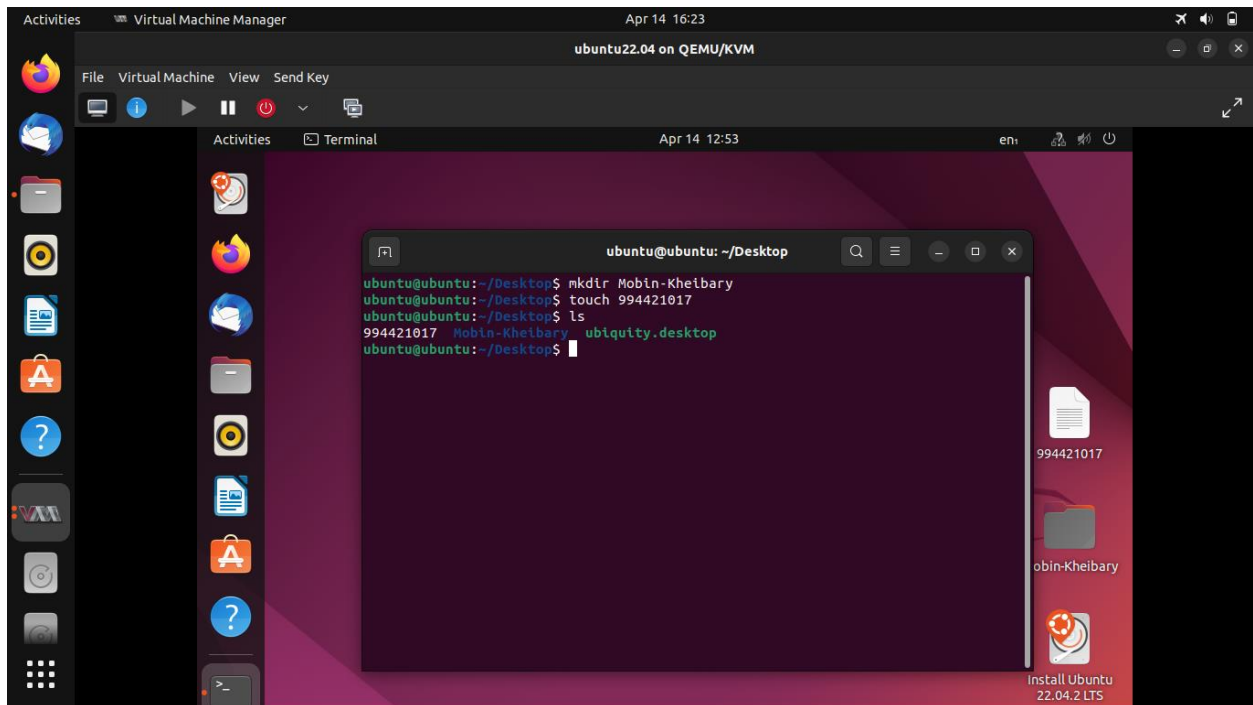 Activities Virtual Machine Manager Apr 14 16:23
ubuntu22.04 on QEMU/KVM
File Virtual Machine View Send Key
Activities Terminal Apr 14 12:53 en₁
ubuntu@ubuntu: ~/Desktop
ubuntu@ubuntu:~/Desktop$ mkdir Mobin-Kheibary
ubuntu@ubuntu:~/Desktop$ touch 994421017
ubuntu@ubuntu:~/Desktop$ ls
994421017 Mobin-Kheibary ubiquity.desktop
ubuntu@ubuntu:~/Desktop$
994421017
obin-Kheibary
Install Ubuntu
22.04.2 LTS